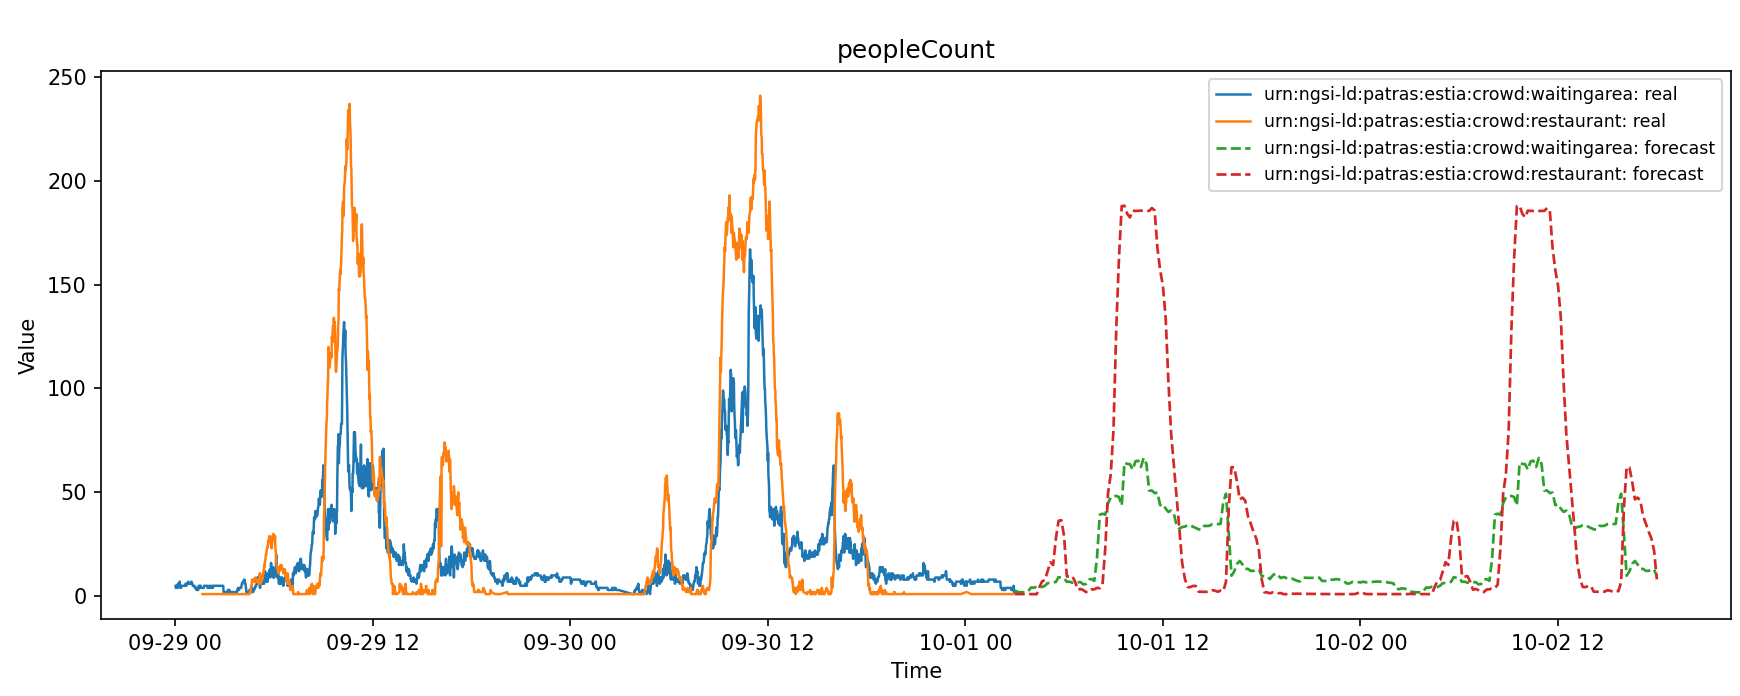 peopleCount
250
200
150
100
50
0
Value
urn:ngsi-ld:patras:estia:crowd:waitingarea: real
urn:ngsi-ld:patras:estia:crowd:restaurant: real
urn:ngsi-ld:patras:estia:crowd:waitingarea: forecast
urn:ngsi-ld:patras:estia:crowd:restaurant: forecast
09-29 00
09-29 12
09-30 00
09-30 12
10-01 00
10-01 12
10-02 00
10-02 12
Time